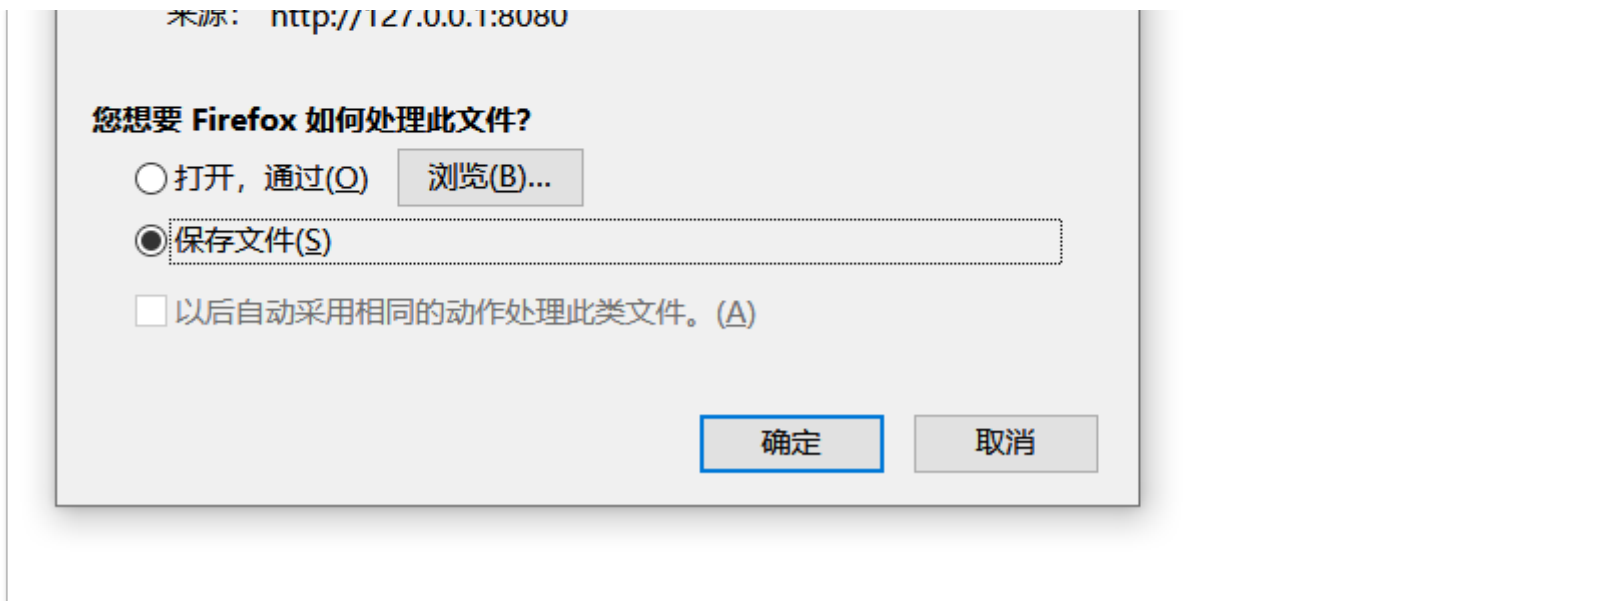 来源： http://127.0.0.1:8080
您想要 Firefox 如何处理此文件?
打开，通过(O) 浏览(B)...
保存文件(S)
以后自动采用相同的动作处理此类文件。(A)
确定 取消